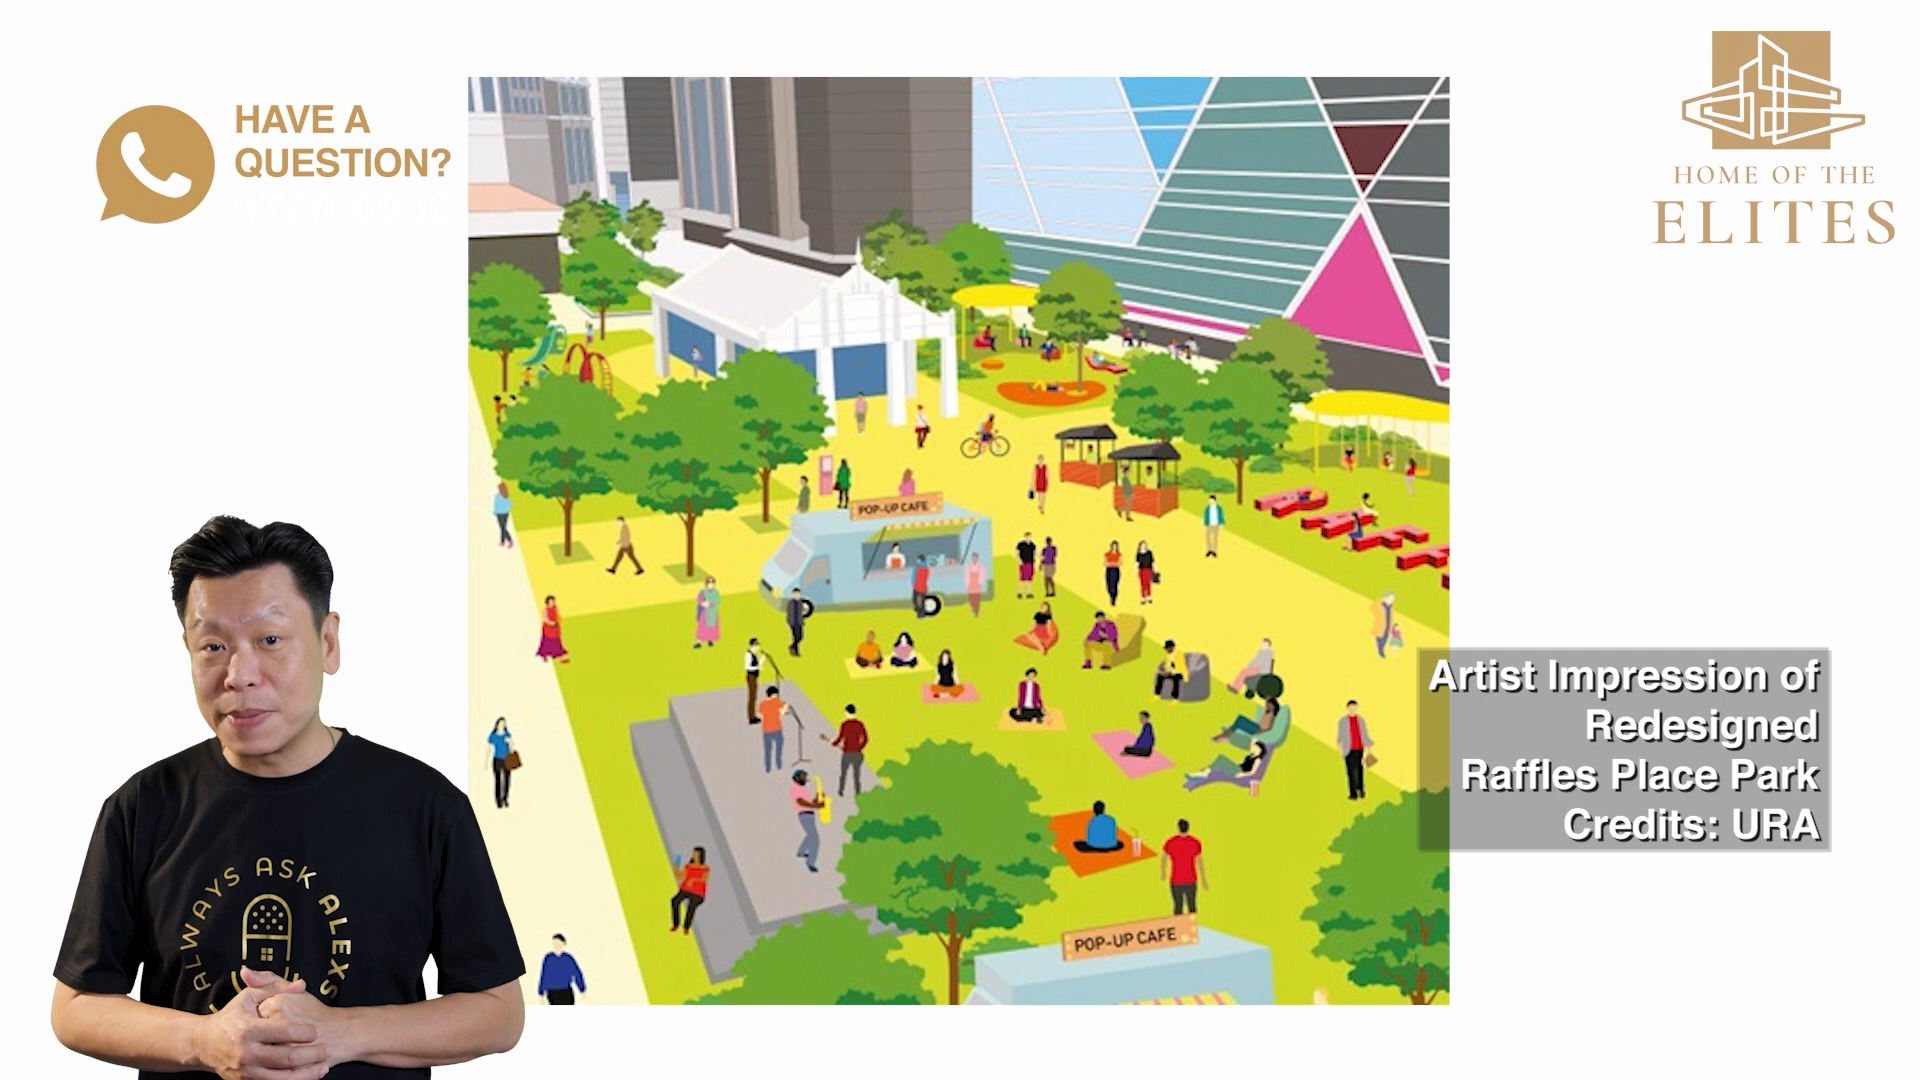 HAVE A
QUESTION?
HOME OF THE
ELITES
POP-UP CAFE
Artist Impression of
Redesigned
Raffles Place Park
Credits: URA
ALWAYS ASK ALEXS
POP-UP CAFE